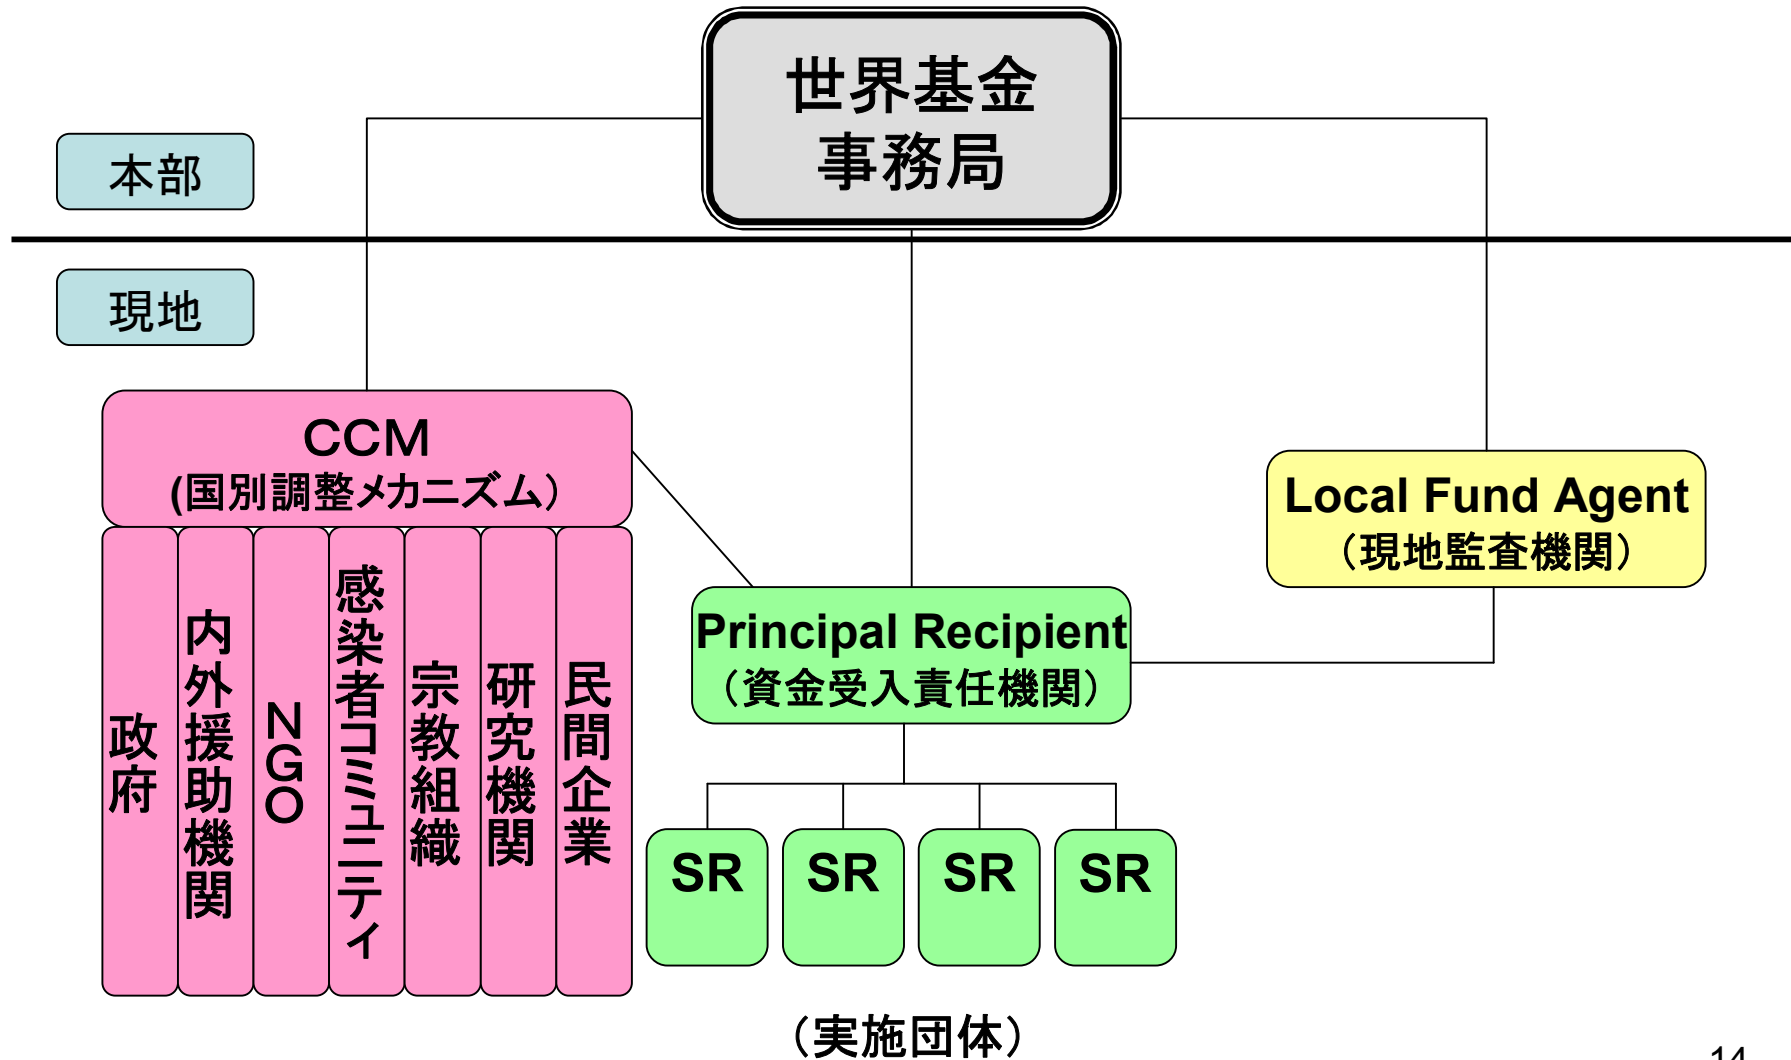 世界基金
事務局
本部
現地
CCM
(国別調整メカニズム）
政府
内外援助機関
NGO
感染者コミュニティ
宗教組織
研究機関
民間企業
Local Fund Agent
（現地監査機関）
Principal Recipient
（資金受入責任機関）
SR
SR
SR
SR
（実施団体）
14